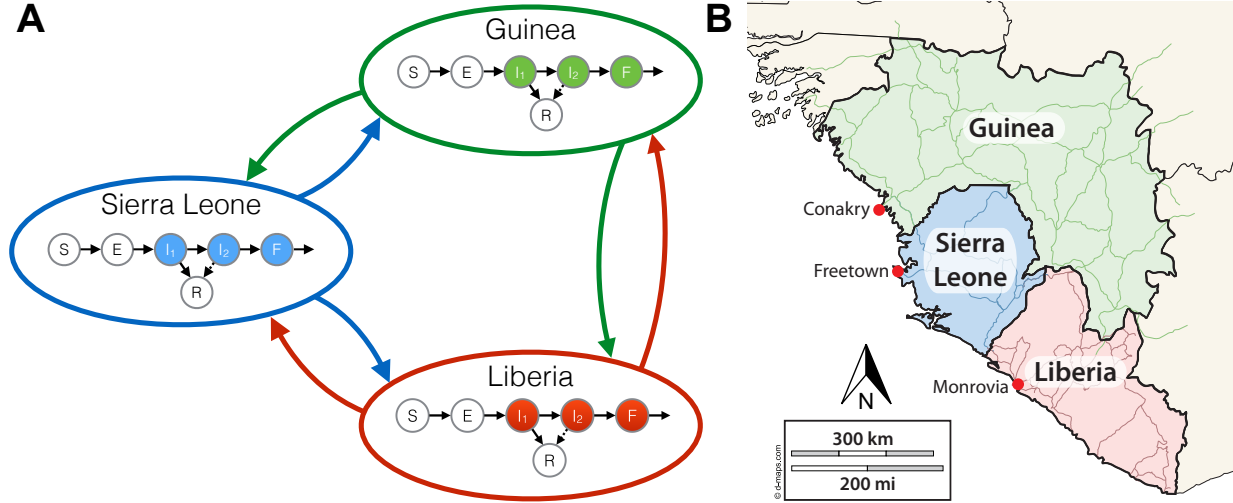 A
Guinea
S E I₁ I₂ F
R
Sierra Leone
S E I₁ I₂ F
R
Liberia
S E I₁ I₂ F
R
B
Guinea
Conakry
Sierra
Leone
Freetown
Liberia
Monrovia
N
300 km
200 mi
© d-maps.com